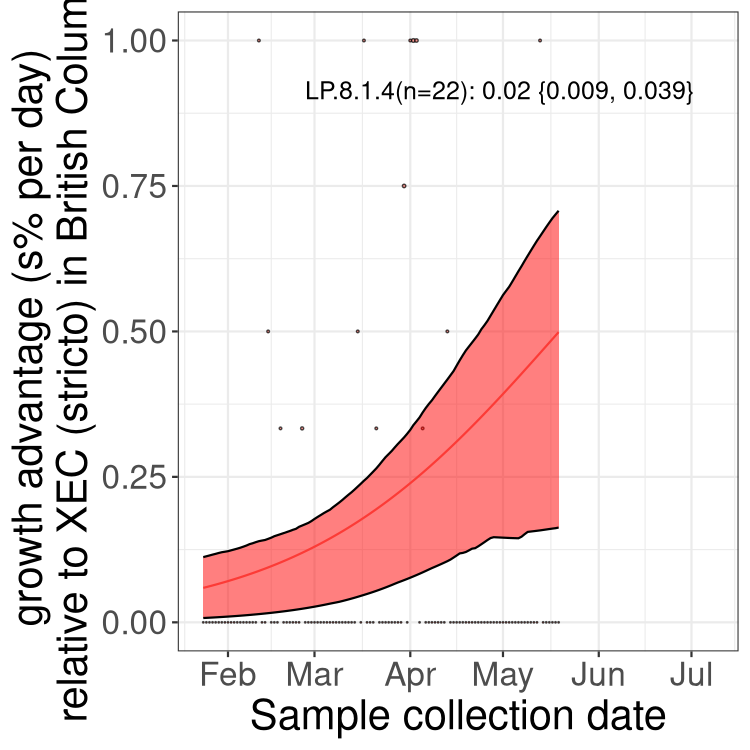 growth advantage (s% per day)
relative to XEC (stricto) in British Colum
1.00
0.75
0.50
0.25
0.00
LP.8.1.4(n=22): 0.02 {0.009, 0.039}
Feb Mar Apr May Jun Jul
Sample collection date